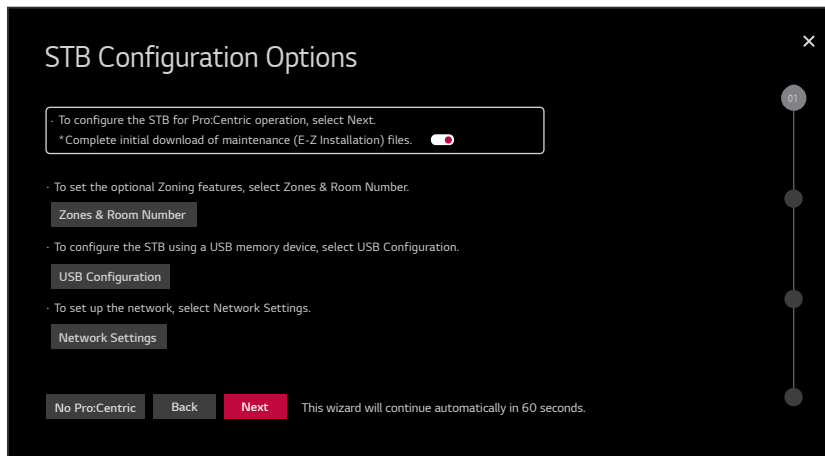 STB Configuration Options
01
· To configure the STB for Pro:Centric operation, select Next.
*Complete initial download of maintenance (E-Z Installation) files.
· To set the optional Zoning features, select Zones & Room Number.
Zones & Room Number
· To configure the STB using a USB memory device, select USB Configuration.
USB Configuration
· To set up the network, select Network Settings.
Network Settings
No Pro:Centric Back Next This wizard will continue automatically in 60 seconds.